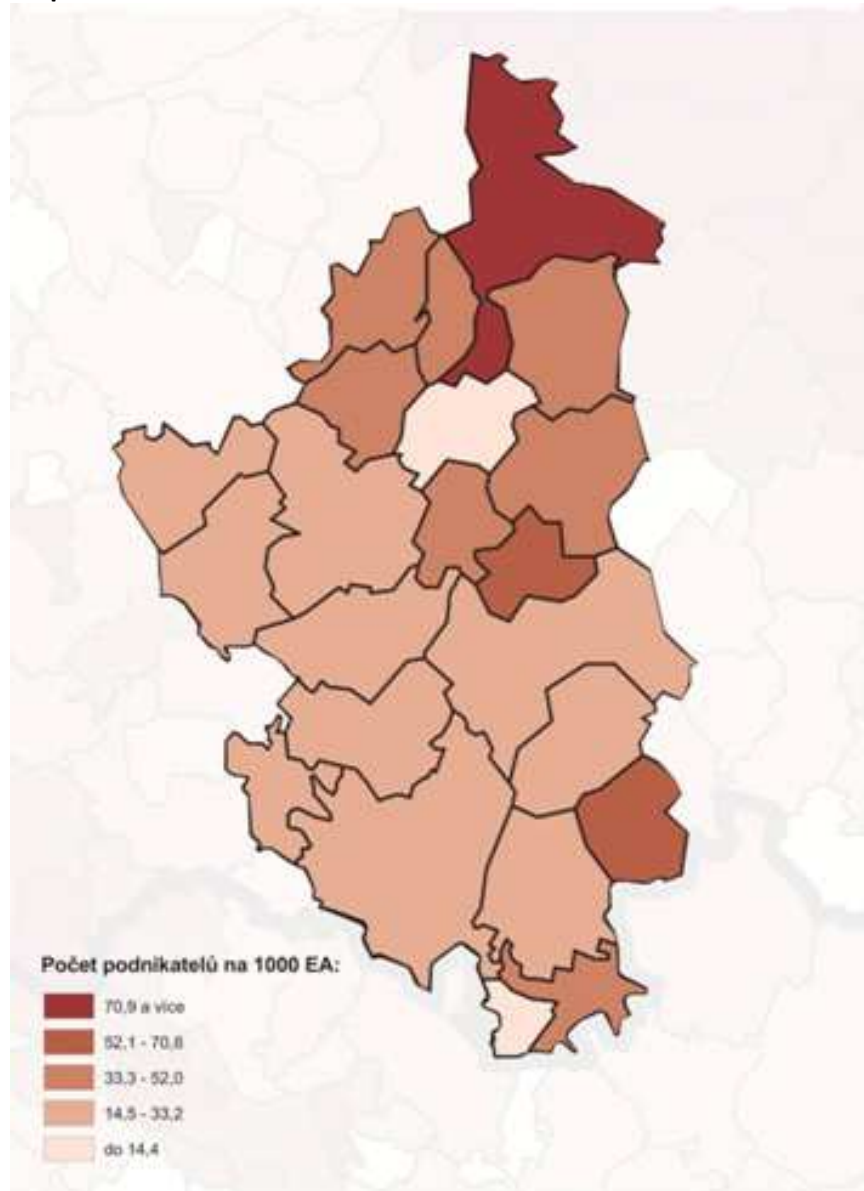 Počet podnikatelů na 1000 EA:
70,9 a více
52,1 - 70,8
33,3 - 52,0
14,5 - 33,2
do 14,4